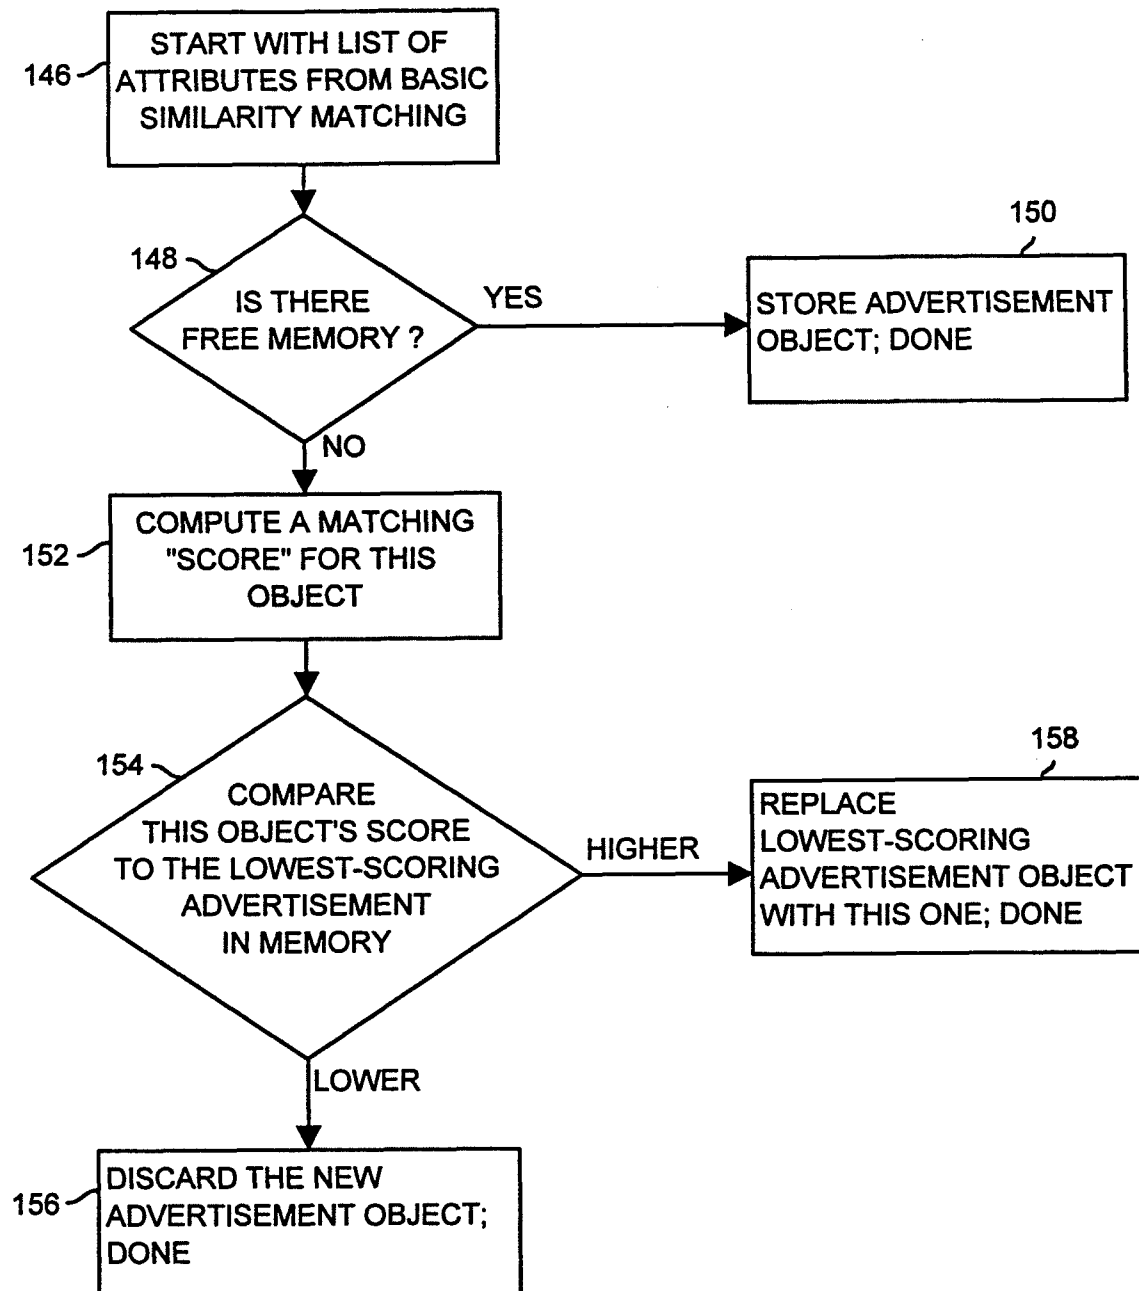 START WITH LIST OF
ATTRIBUTES FROM BASIC
SIMILARITY MATCHING
146
148
IS THERE
FREE MEMORY ?
YES
150
STORE ADVERTISEMENT
OBJECT; DONE
NO
152
COMPUTE A MATCHING
"SCORE" FOR THIS
OBJECT
154
COMPARE
THIS OBJECT'S SCORE
TO THE LOWEST-SCORING
ADVERTISEMENT
IN MEMORY
HIGHER
158
REPLACE
LOWEST-SCORING
ADVERTISEMENT OBJECT
WITH THIS ONE; DONE
LOWER
156
DISCARD THE NEW
ADVERTISEMENT OBJECT;
DONE